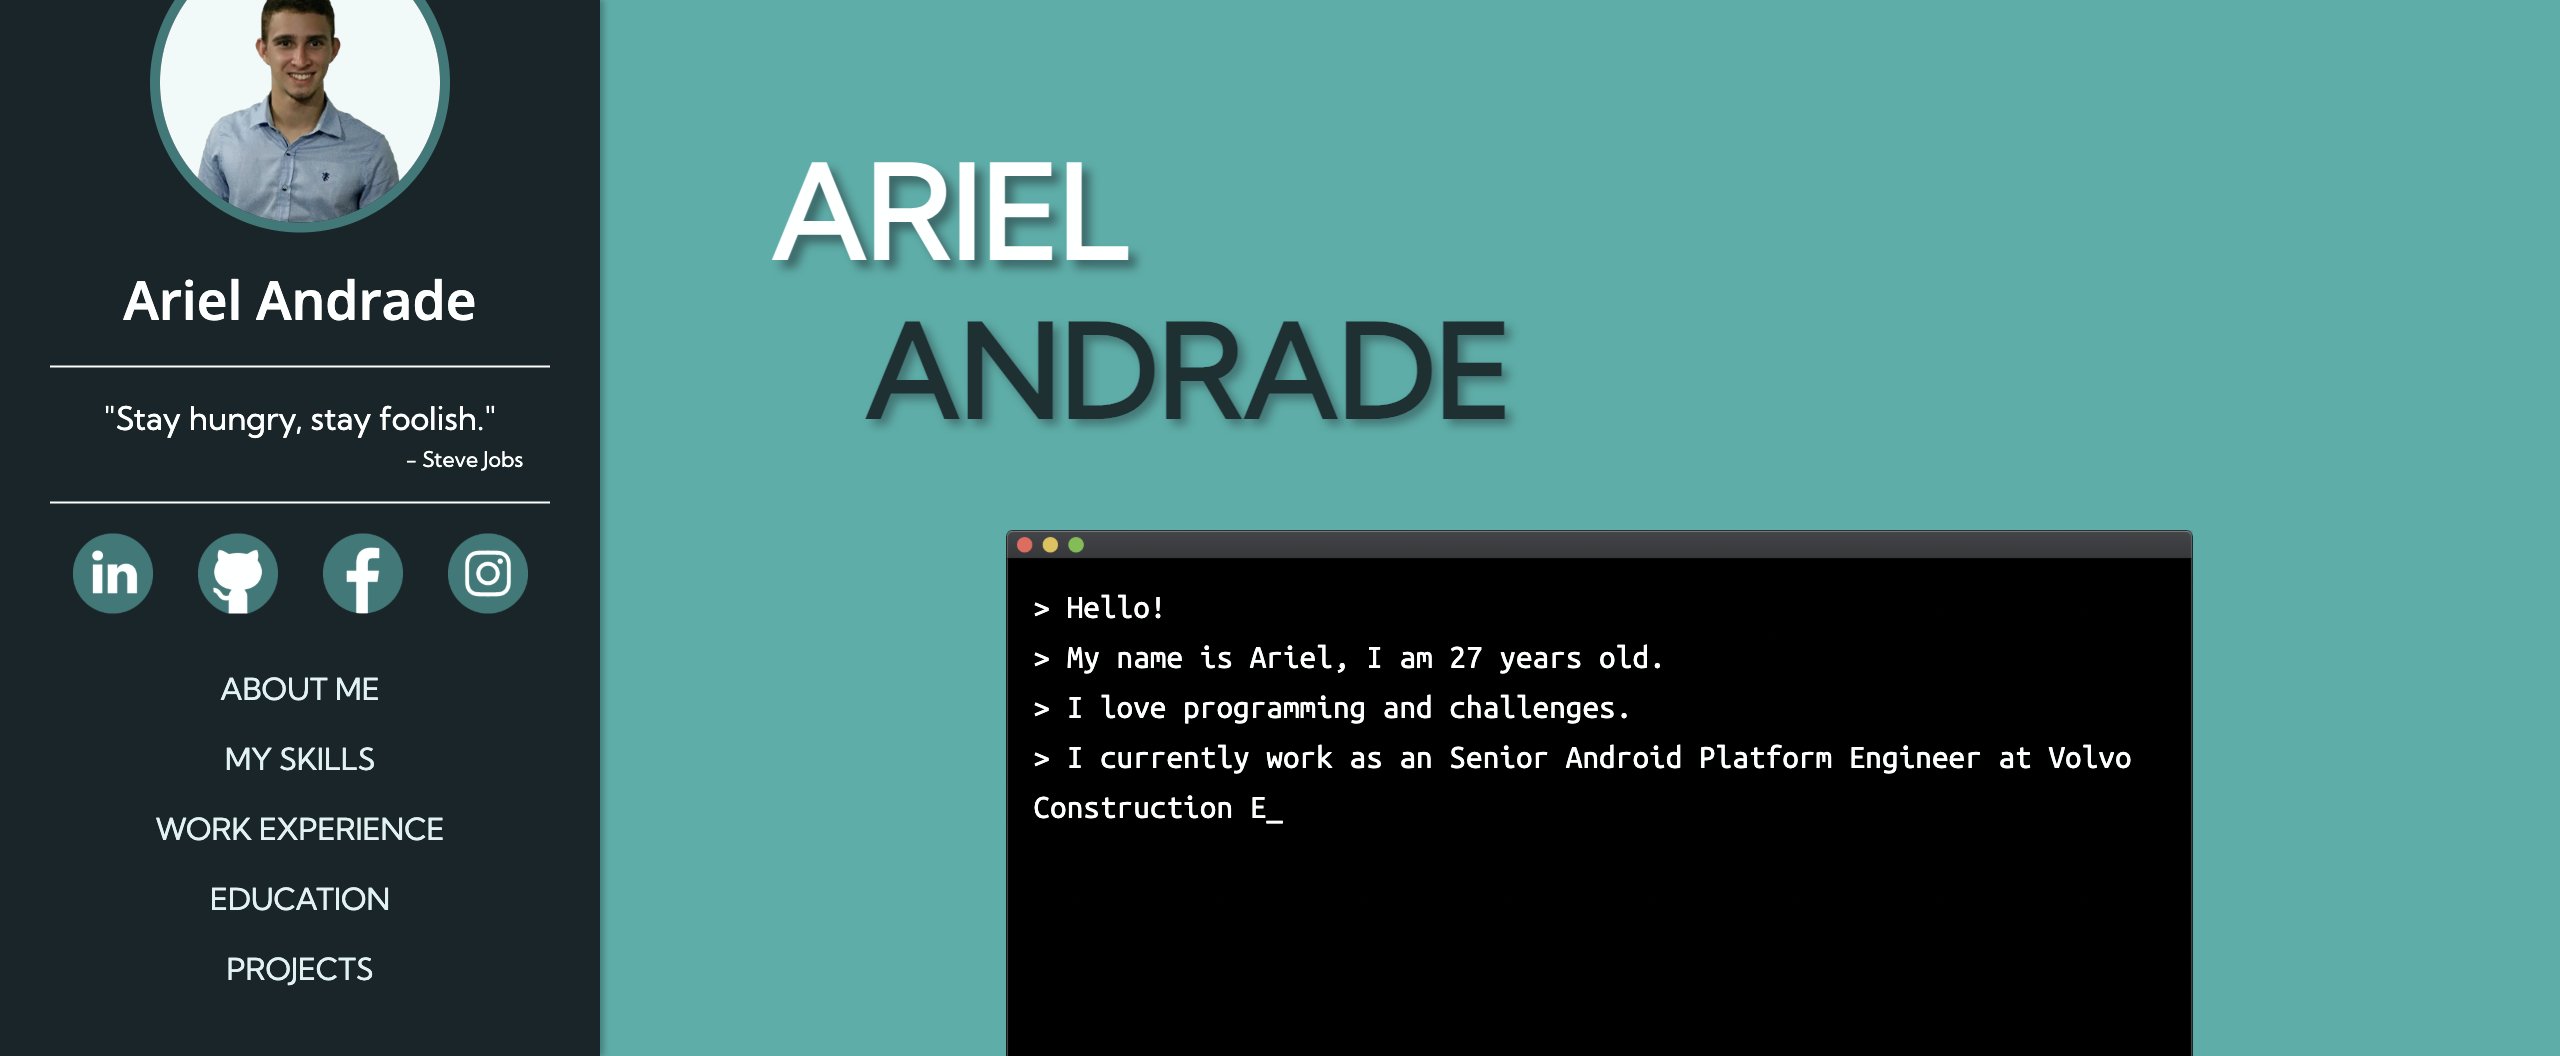 Ariel Andrade
"Stay hungry, stay foolish."
- Steve Jobs
in
f
ABOUT ME
MY SKILLS
WORK EXPERIENCE
EDUCATION
PROJECTS
ARIEL
ANDRADE
> Hello!
> My name is Ariel, I am 27 years old.
> I love programming and challenges.
> I currently work as an Senior Android Platform Engineer at Volvo
Construction E_